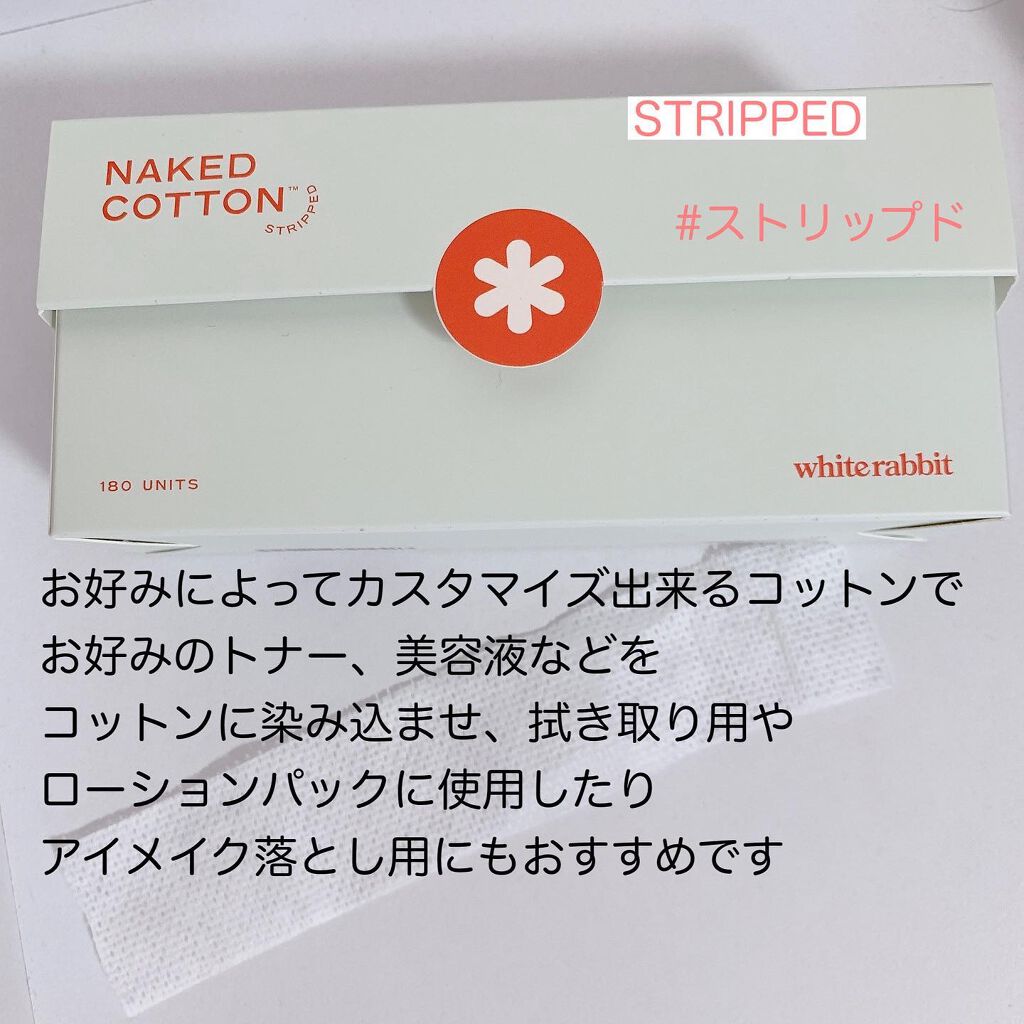 STRIPPED
NAKED
COTTON™
STRIPPED
#ストリップド
180 UNITS
whiterabbit
お好みによってカスタマイズ出来るコットンで
お好みのトナー、美容液などを
コットンに染み込ませ、拭き取り用や
ローションパックに使用したり
アイメイク落とし用にもおすすめです